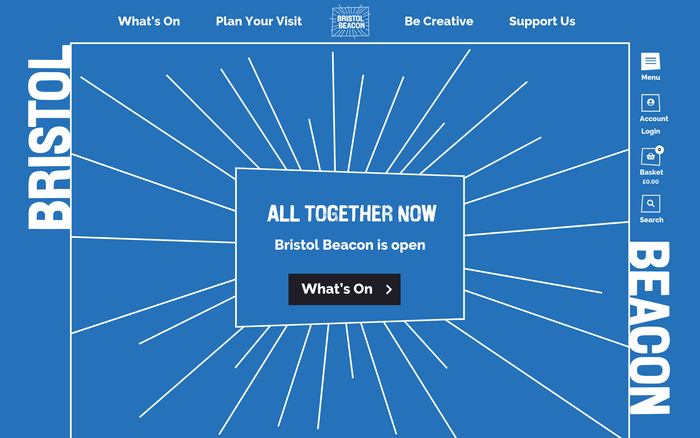 What's On
Plan Your Visit
BRISTOL
BEACON
Be Creative
Support Us
BRISTOL
Menu
Account
Login
0
Basket
£0.00
Search
ALL TOGETHER NOW
Bristol Beacon is open
What's On
BEACON